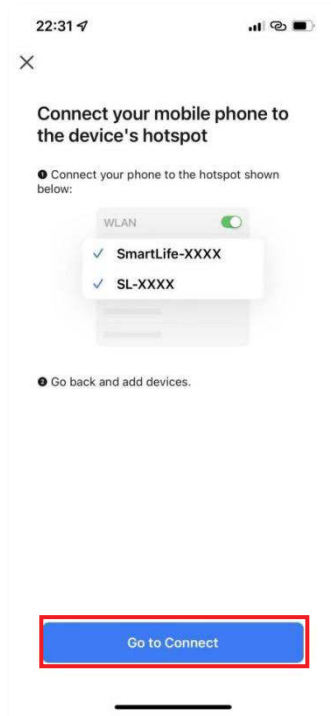 22:31
Connect your mobile phone to
the device's hotspot
❶ Connect your phone to the hotspot shown
below:
WLAN
✓ SmartLife-XXXX
✓ SL-XXXX
❷ Go back and add devices.
Go to Connect